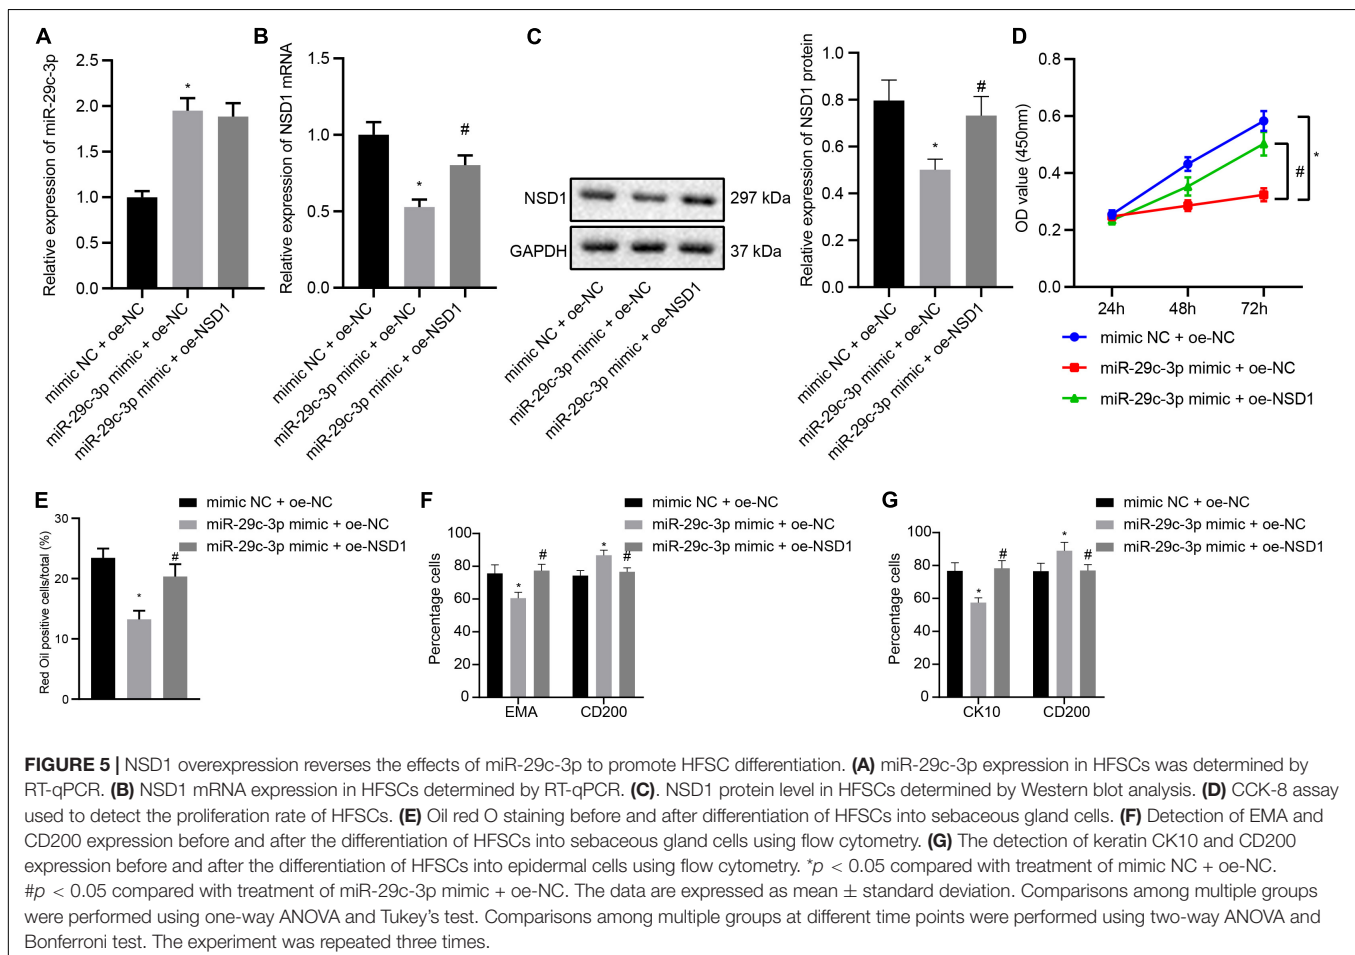 A
Relative expression of miR-29c-3p
2.5
2.0
1.5
1.0
0.5
0.0
*
mimic NC + oe-NC
miR-29c-3p mimic + oe-NC
miR-29c-3p mimic + oe-NSD1
B
Relative expression of NSD1 mRNA
1.5
1.0
0.5
0.0
*
#
mimic NC + oe-NC
miR-29c-3p mimic + oe-NC
miR-29c-3p mimic + oe-NSD1
C
NSD1
297 kDa
GAPDH
37 kDa
mimic NC + oe-NC
miR-29c-3p mimic + oe-NC
miR-29c-3p mimic + oe-NSD1
Relative expression of NSD1 protein
1.0
0.8
0.6
0.4
0.2
0.0
*
#
mimic NC + oe-NC
miR-29c-3p mimic + oe-NC
miR-29c-3p mimic + oe-NSD1
D
OD value (450nm)
0.8
0.6
0.4
0.2
0.0
24h 48h 72h
#
*
mimic NC + oe-NC
miR-29c-3p mimic + oe-NC
miR-29c-3p mimic + oe-NSD1
E
mimic NC + oe-NC
miR-29c-3p mimic + oe-NC
miR-29c-3p mimic + oe-NSD1
Red Oil positive cells/total (%)
30
20
10
0
*
#
F
mimic NC + oe-NC
miR-29c-3p mimic + oe-NC
miR-29c-3p mimic + oe-NSD1
Percentage cells
100
80
60
40
20
0
*
#
*
#
EMA CD200
G
mimic NC + oe-NC
miR-29c-3p mimic + oe-NC
miR-29c-3p mimic + oe-NSD1
Percentage cells
100
80
60
40
20
0
*
#
*
#
CK10 CD200
FIGURE 5 | NSD1 overexpression reverses the effects of miR-29c-3p to promote HFSC differentiation. (A) miR-29c-3p expression in HFSCs was determined by
RT-qPCR. (B) NSD1 mRNA expression in HFSCs determined by RT-qPCR. (C). NSD1 protein level in HFSCs determined by Western blot analysis. (D) CCK-8 assay
used to detect the proliferation rate of HFSCs. (E) Oil red O staining before and after differentiation of HFSCs into sebaceous gland cells. (F) Detection of EMA and
CD200 expression before and after the differentiation of HFSCs into sebaceous gland cells using flow cytometry. (G) The detection of keratin CK10 and CD200
expression before and after the differentiation of HFSCs into epidermal cells using flow cytometry. *p < 0.05 compared with treatment of mimic NC + oe-NC.
#p < 0.05 compared with treatment of miR-29c-3p mimic + oe-NC. The data are expressed as mean ± standard deviation. Comparisons among multiple groups
were performed using one-way ANOVA and Tukey's test. Comparisons among multiple groups at different time points were performed using two-way ANOVA and
Bonferroni test. The experiment was repeated three times.